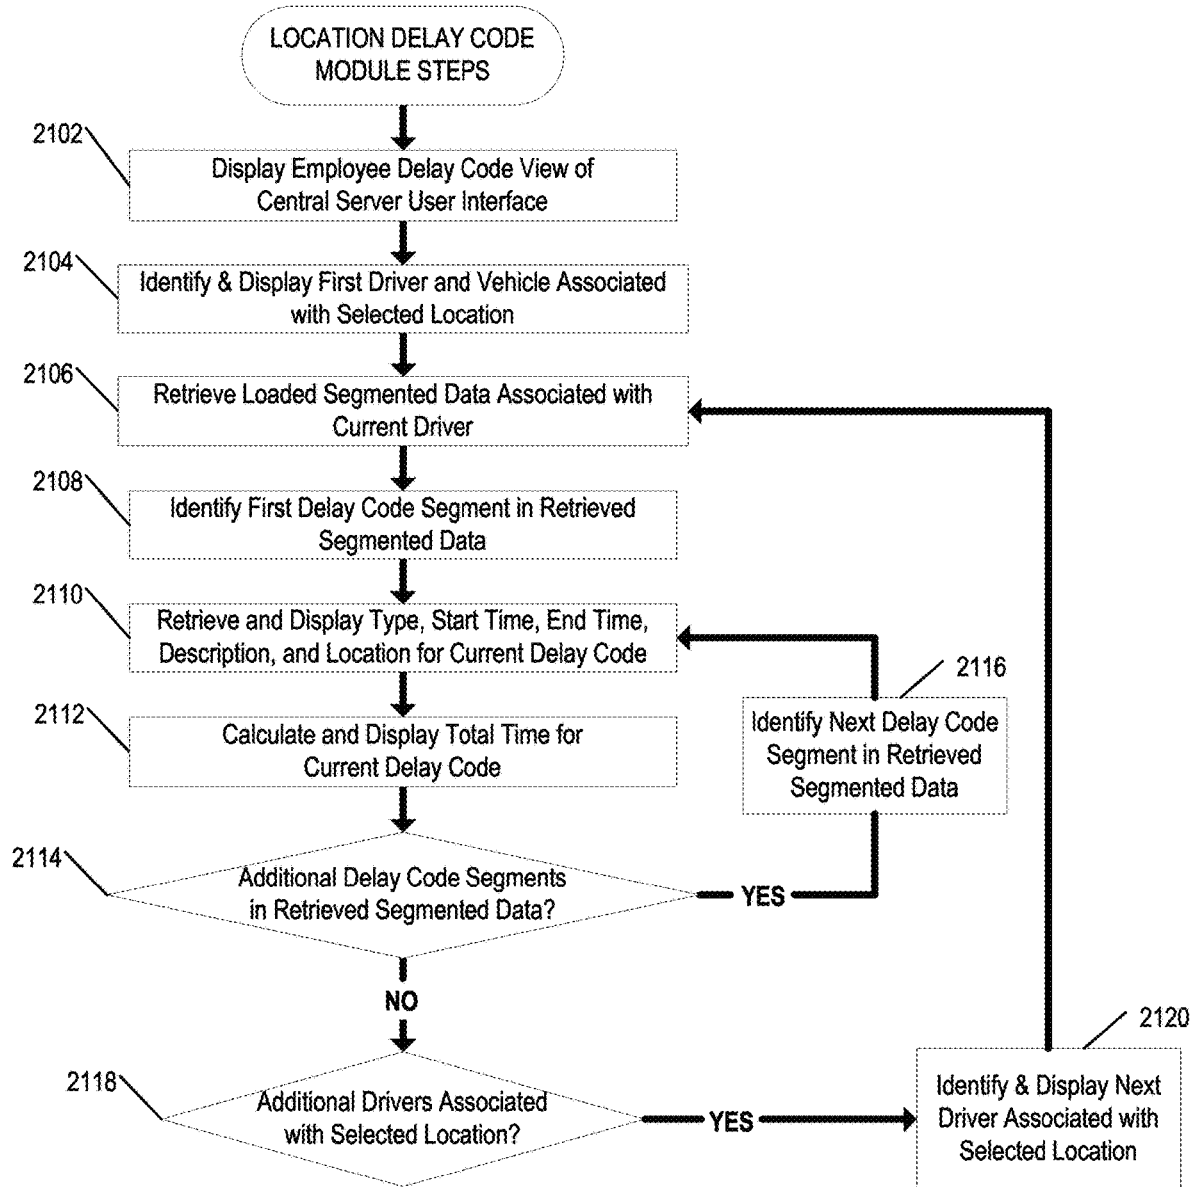 LOCATION DELAY CODE
MODULE STEPS
2102
Display Employee Delay Code View of
Central Server User Interface
2104
Identify & Display First Driver and Vehicle Associated
with Selected Location
2106
Retrieve Loaded Segmented Data Associated with
Current Driver
2108
Identify First Delay Code Segment in Retrieved
Segmented Data
2110
Retrieve and Display Type, Start Time, End Time,
Description, and Location for Current Delay Code
2116
Identify Next Delay Code
Segment in Retrieved
Segmented Data
2112
Calculate and Display Total Time for
Current Delay Code
2114
Additional Delay Code Segments
in Retrieved Segmented Data?
YES
NO
2118
Additional Drivers Associated
with Selected Location?
YES
2120
Identify & Display Next
Driver Associated with
Selected Location